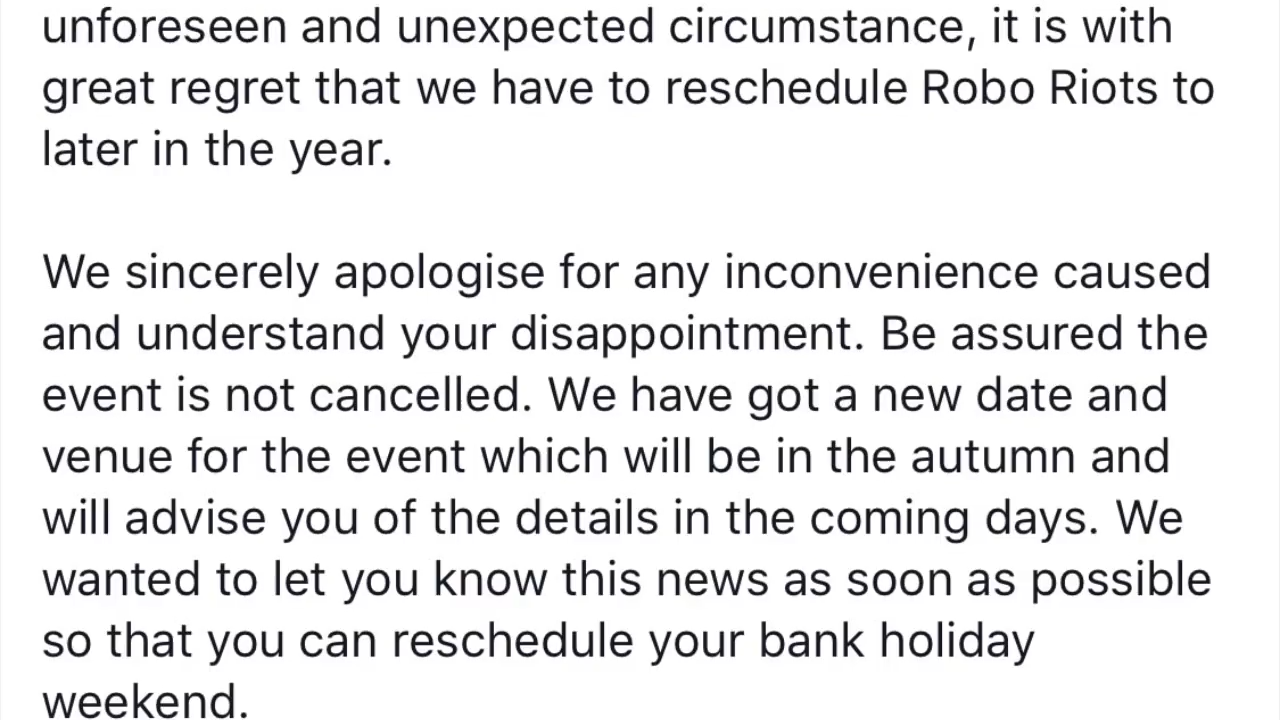 unforeseen and unexpected circumstance, it is with
great regret that we have to reschedule Robo Riots to
later in the year.
We sincerely apologise for any inconvenience caused
and understand your disappointment. Be assured the
event is not cancelled. We have got a new date and
venue for the event which will be in the autumn and
will advise you of the details in the coming days. We
wanted to let you know this news as soon as possible
so that you can reschedule your bank holiday
weekend.